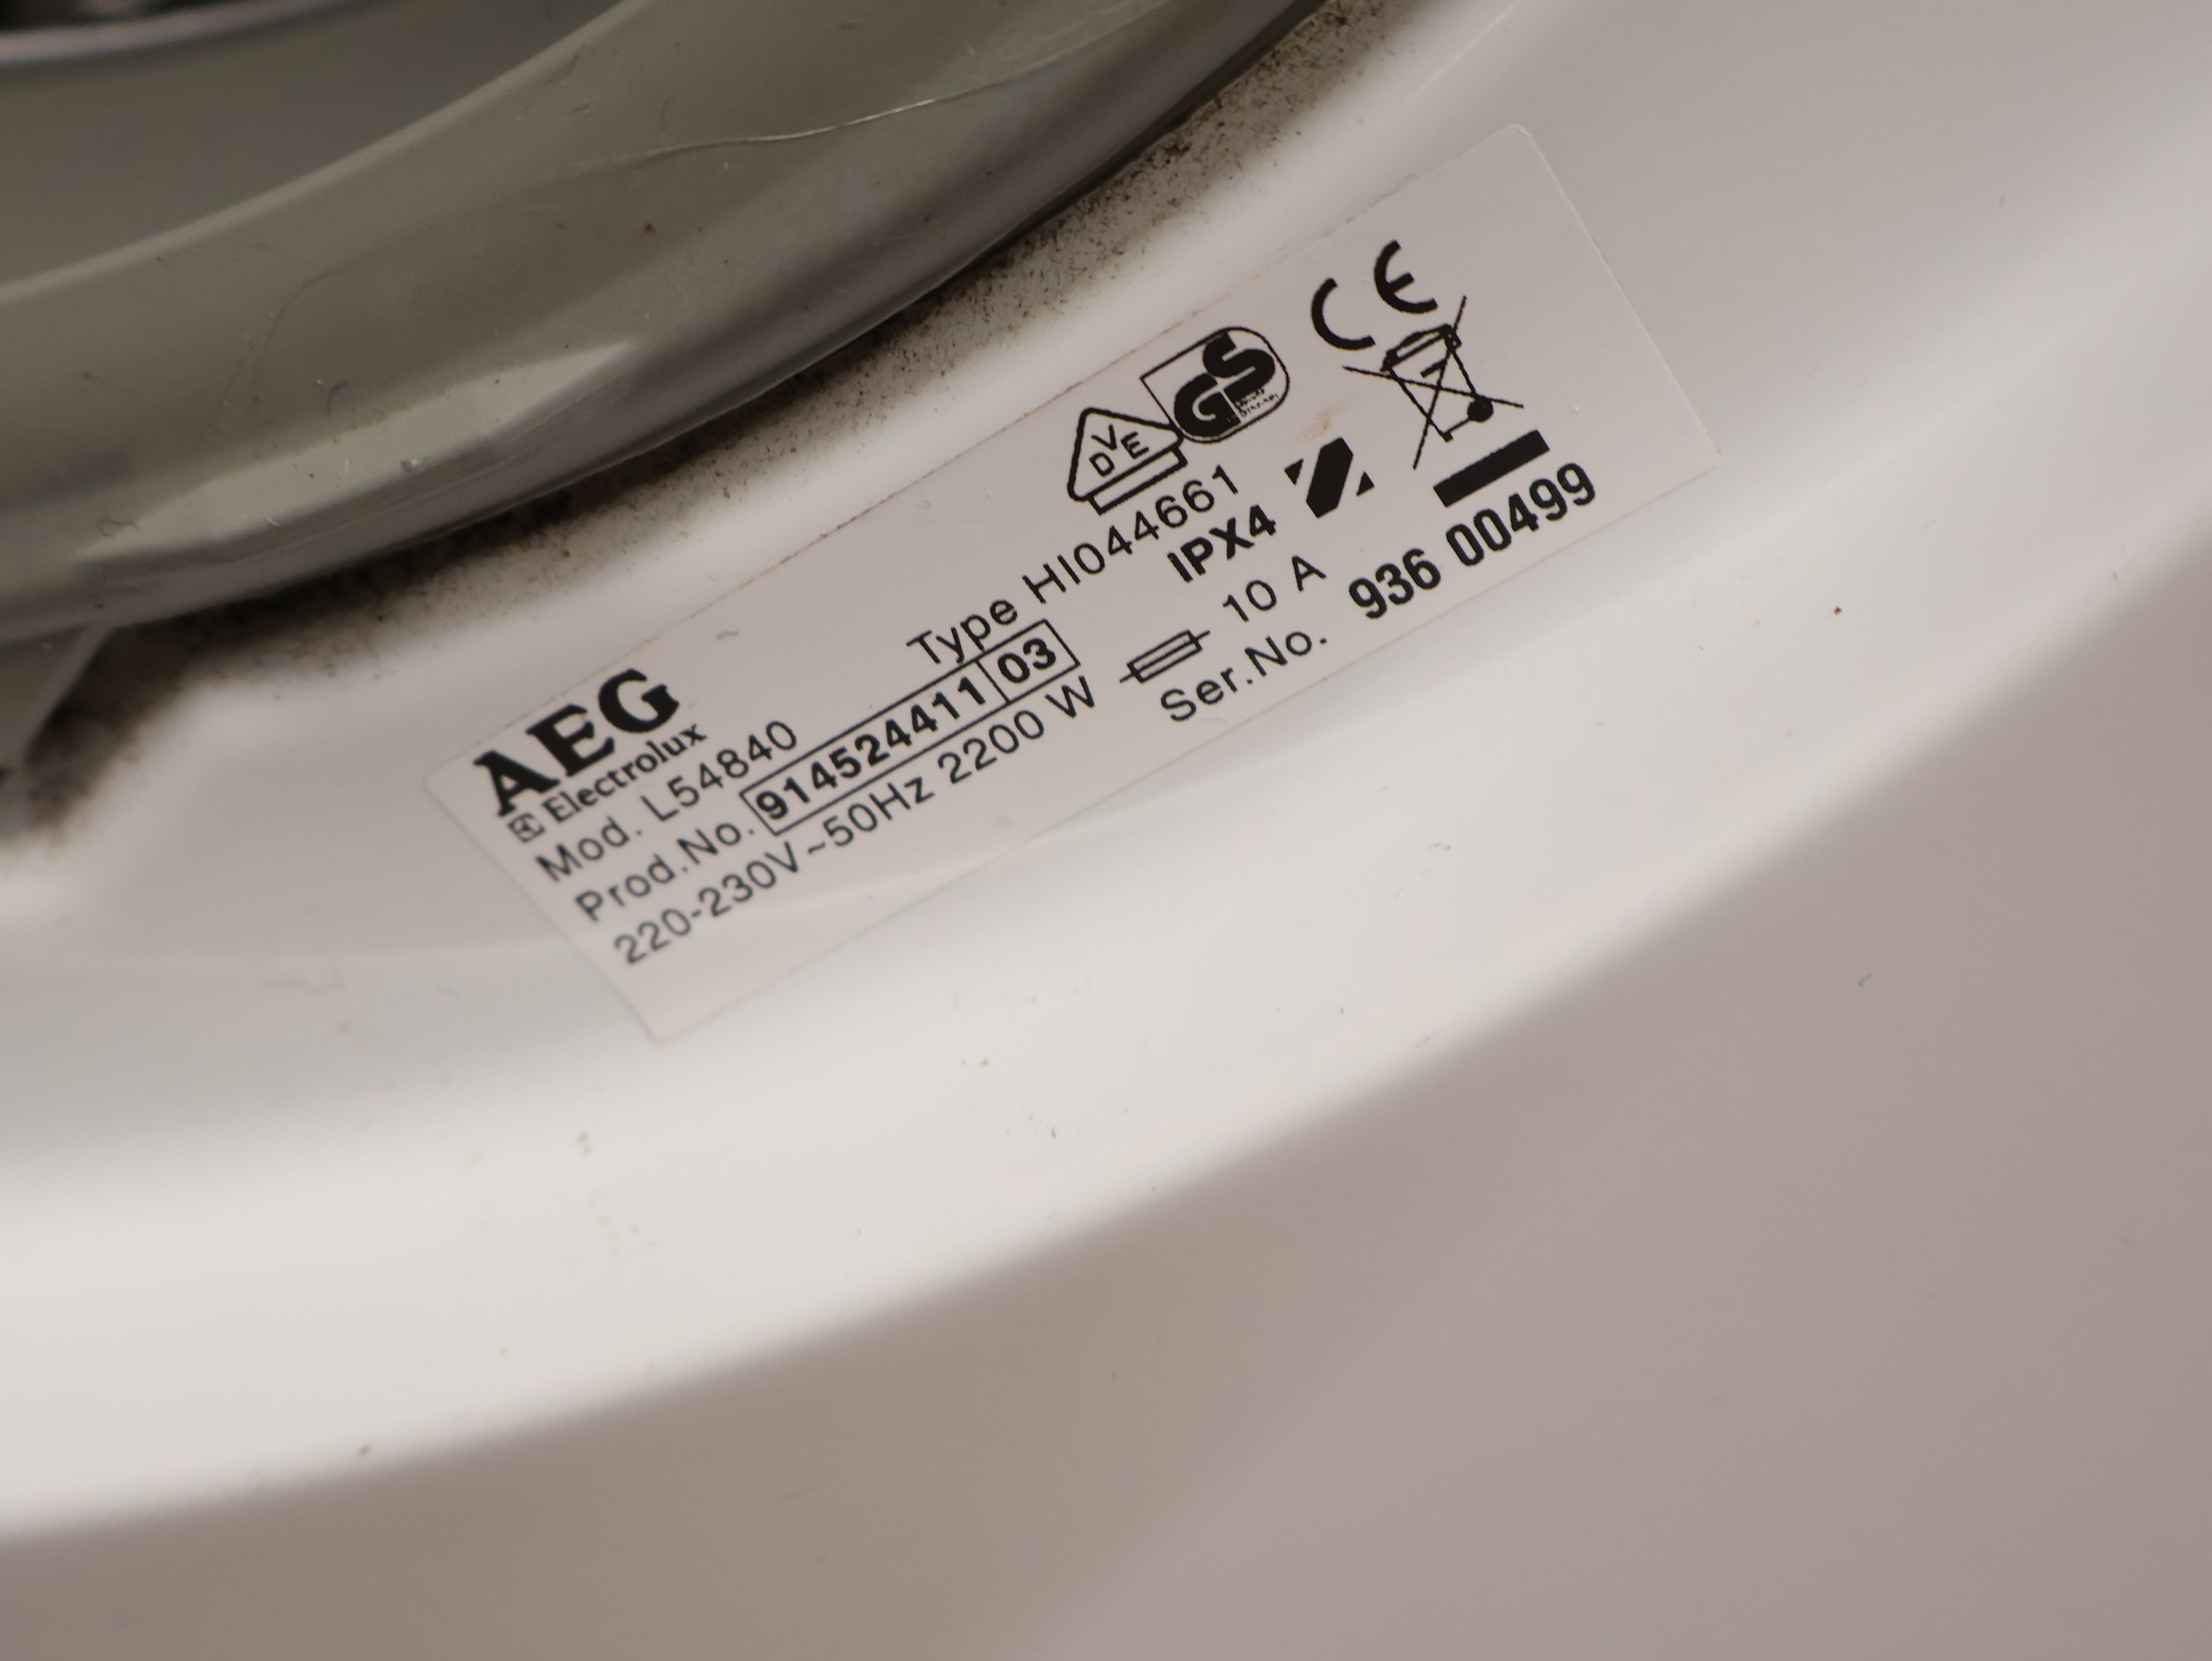 AEG
Electrolux
Mod. L54840
Type HI044661
Prod.No. 914524411 03
IPX4
220-230V~50Hz 2200 W
10 A
Ser.No. 936 00499
DVE
GS
CE